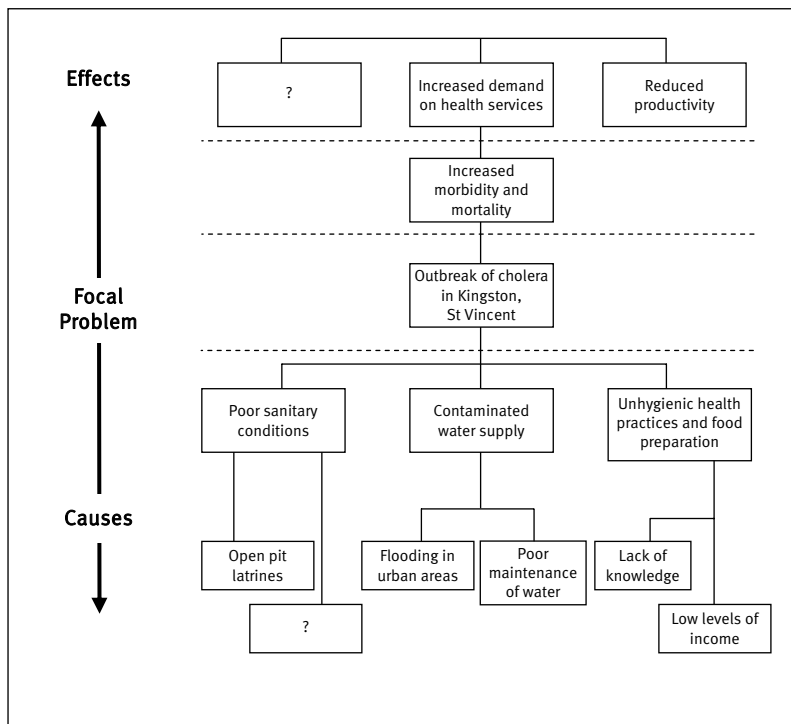 Effects
?
Increased demand
on health services
Reduced
productivity
Increased
morbidity and
mortality
Focal
Problem
Outbreak of cholera
in Kingston,
St Vincent
Poor sanitary
conditions
Contaminated
water supply
Unhygienic health
practices and food
preparation
Causes
Open pit
latrines
Flooding in
urban areas
Poor
maintenance
of water
Lack of
knowledge
?
Low levels of
income